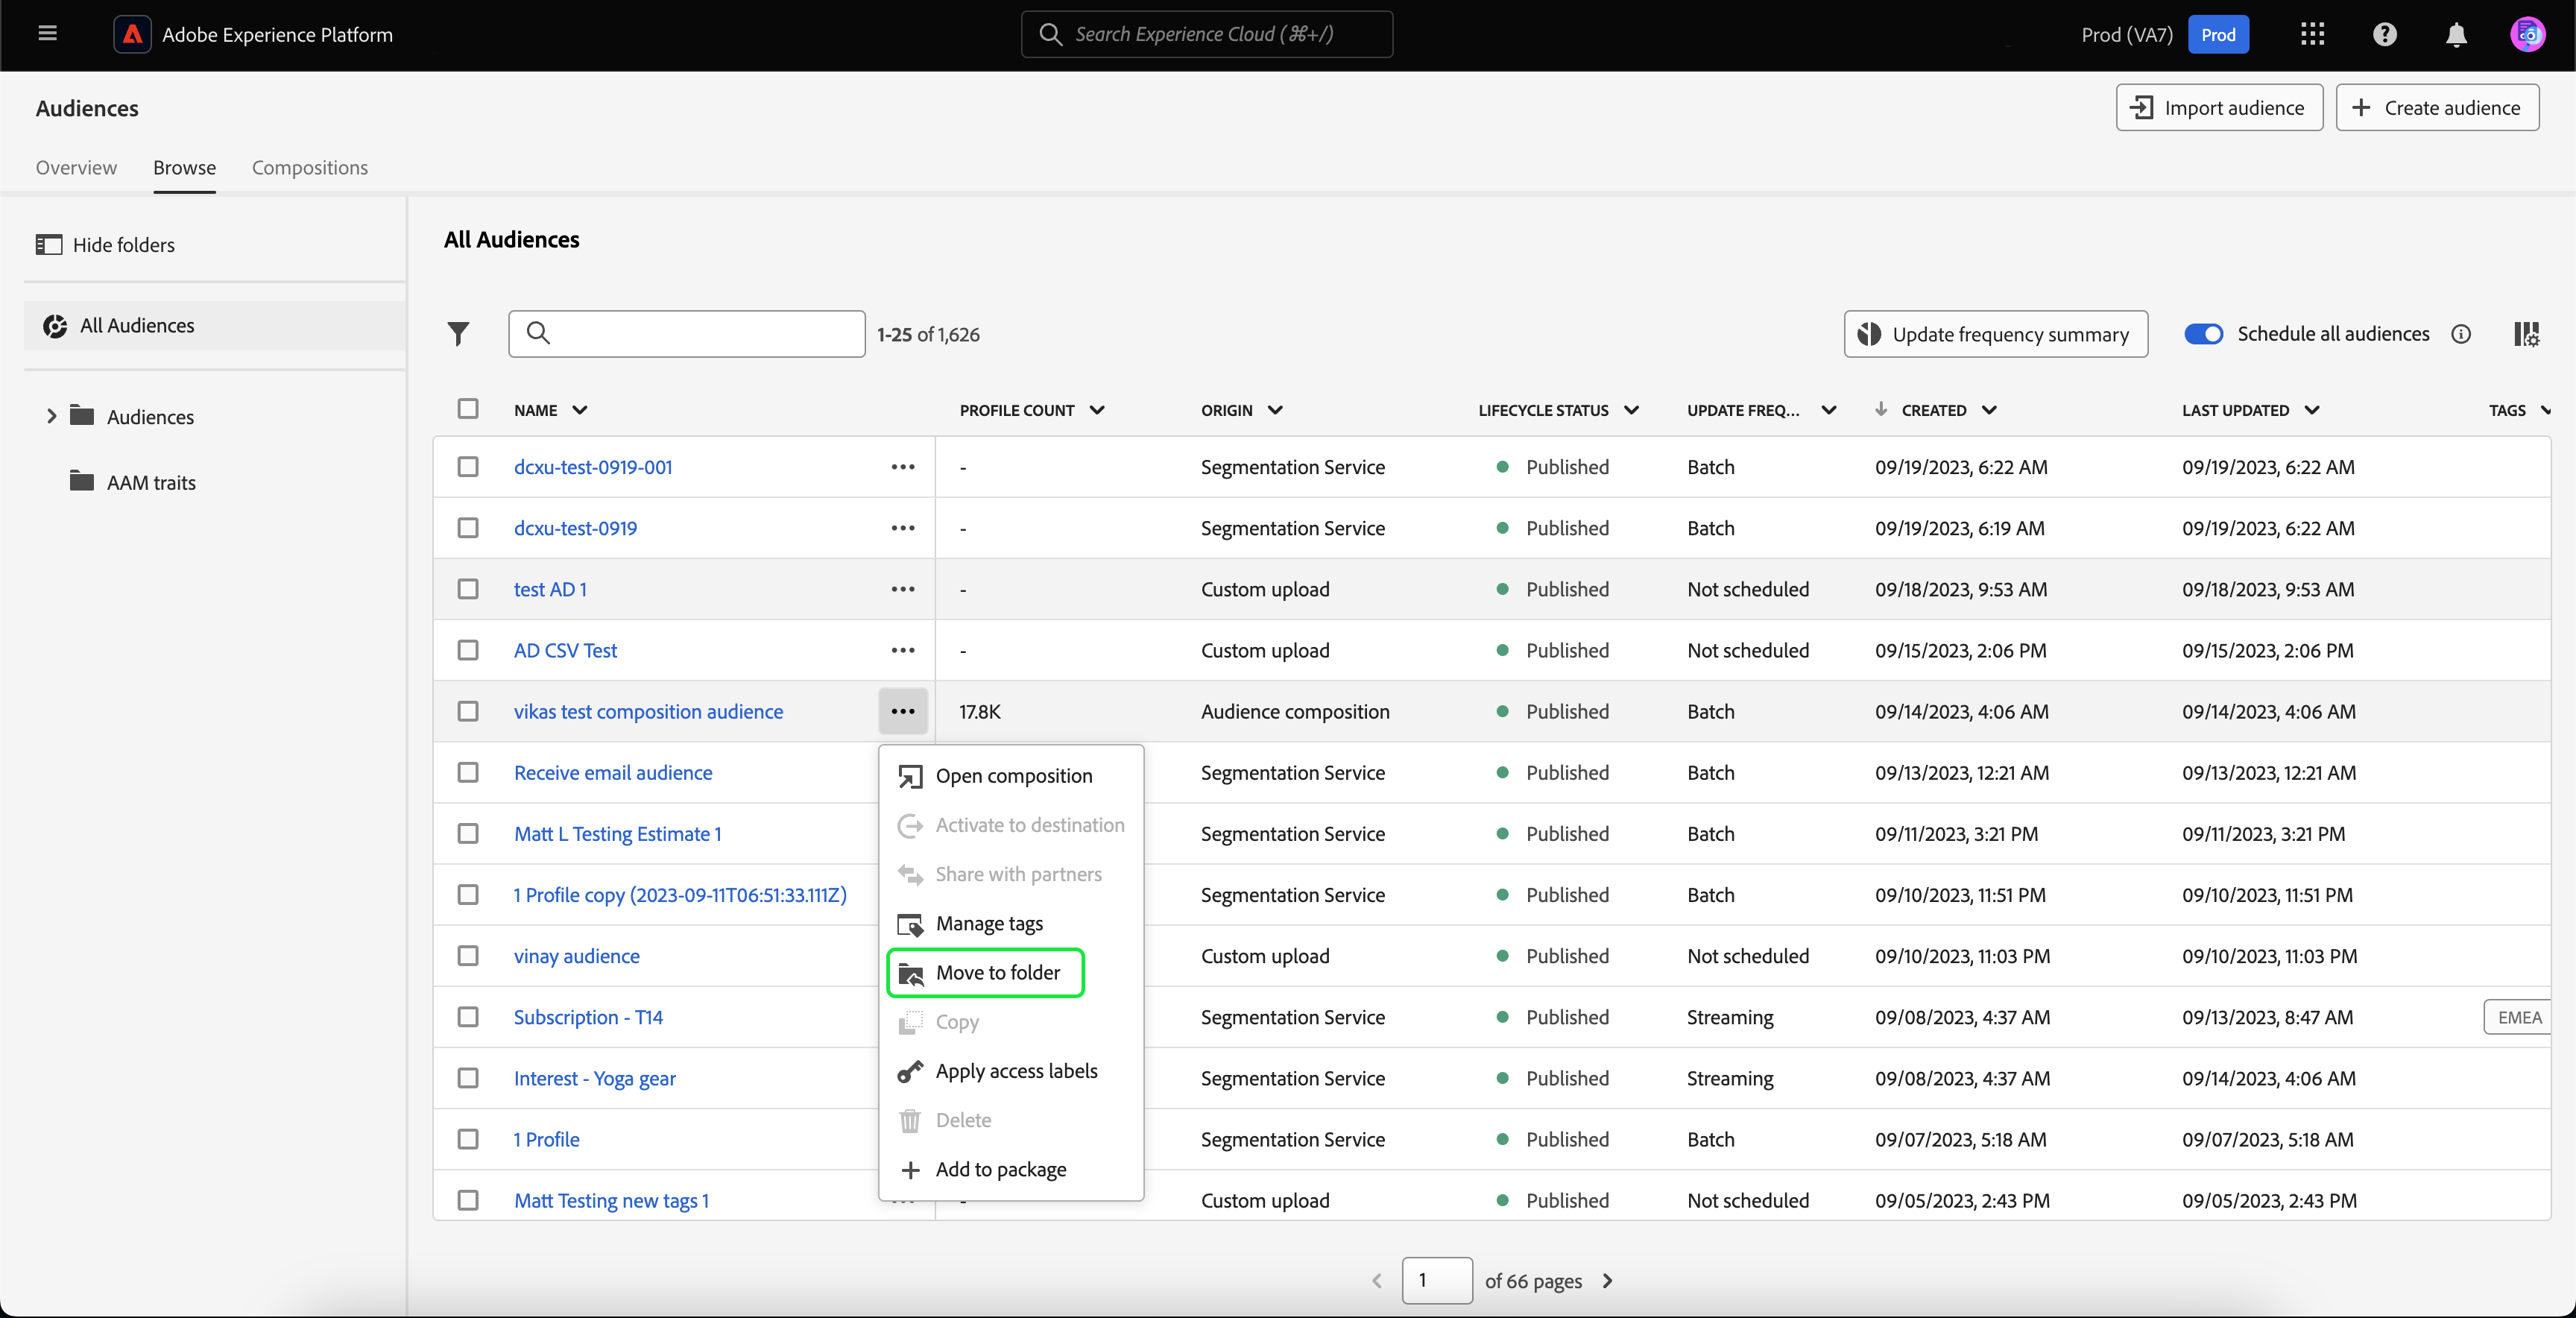 Adobe Experience Platform
Search Experience Cloud (⌘+/)
Prod (VA7)
Prod
Audiences
Import audience
Create audience
Overview
Browse
Compositions
Hide folders
All Audiences
Audiences
AAM traits
All Audiences
1-25 of 1,626
Update frequency summary
Schedule all audiences
NAME PROFILE COUNT ORIGIN LIFECYCLE STATUS UPDATE FREQ... CREATED LAST UPDATED TAGS
dcxu-test-0919-001 ••• - Segmentation Service Published Batch 09/19/2023, 6:22 AM 09/19/2023, 6:22 AM
dcxu-test-0919 ••• - Segmentation Service Published Batch 09/19/2023, 6:19 AM 09/19/2023, 6:22 AM
test AD 1 ••• - Custom upload Published Not scheduled 09/18/2023, 9:53 AM 09/18/2023, 9:53 AM
AD CSV Test ••• - Custom upload Published Not scheduled 09/15/2023, 2:06 PM 09/15/2023, 2:06 PM
vikas test composition audience ••• 17.8K Audience composition Published Batch 09/14/2023, 4:06 AM 09/14/2023, 4:06 AM
Receive email audience Segmentation Service Published Batch 09/13/2023, 12:21 AM 09/13/2023, 12:21 AM
Matt L Testing Estimate 1 Segmentation Service Published Batch 09/11/2023, 3:21 PM 09/11/2023, 3:21 PM
1 Profile copy (2023-09-11T06:51:33.111Z) Segmentation Service Published Batch 09/10/2023, 11:51 PM 09/10/2023, 11:51 PM
vinay audience Custom upload Published Not scheduled 09/10/2023, 11:03 PM 09/10/2023, 11:03 PM
Subscription - T14 Segmentation Service Published Streaming 09/08/2023, 4:37 AM 09/13/2023, 8:47 AM EMEA
Interest - Yoga gear Segmentation Service Published Streaming 09/08/2023, 4:37 AM 09/14/2023, 4:06 AM
1 Profile Segmentation Service Published Batch 09/07/2023, 5:18 AM 09/07/2023, 5:18 AM
Matt Testing new tags 1 - Custom upload Published Not scheduled 09/05/2023, 2:43 PM 09/05/2023, 2:43 PM
Open composition
Activate to destination
Share with partners
Manage tags
Move to folder
Copy
Apply access labels
Delete
Add to package
1 of 66 pages